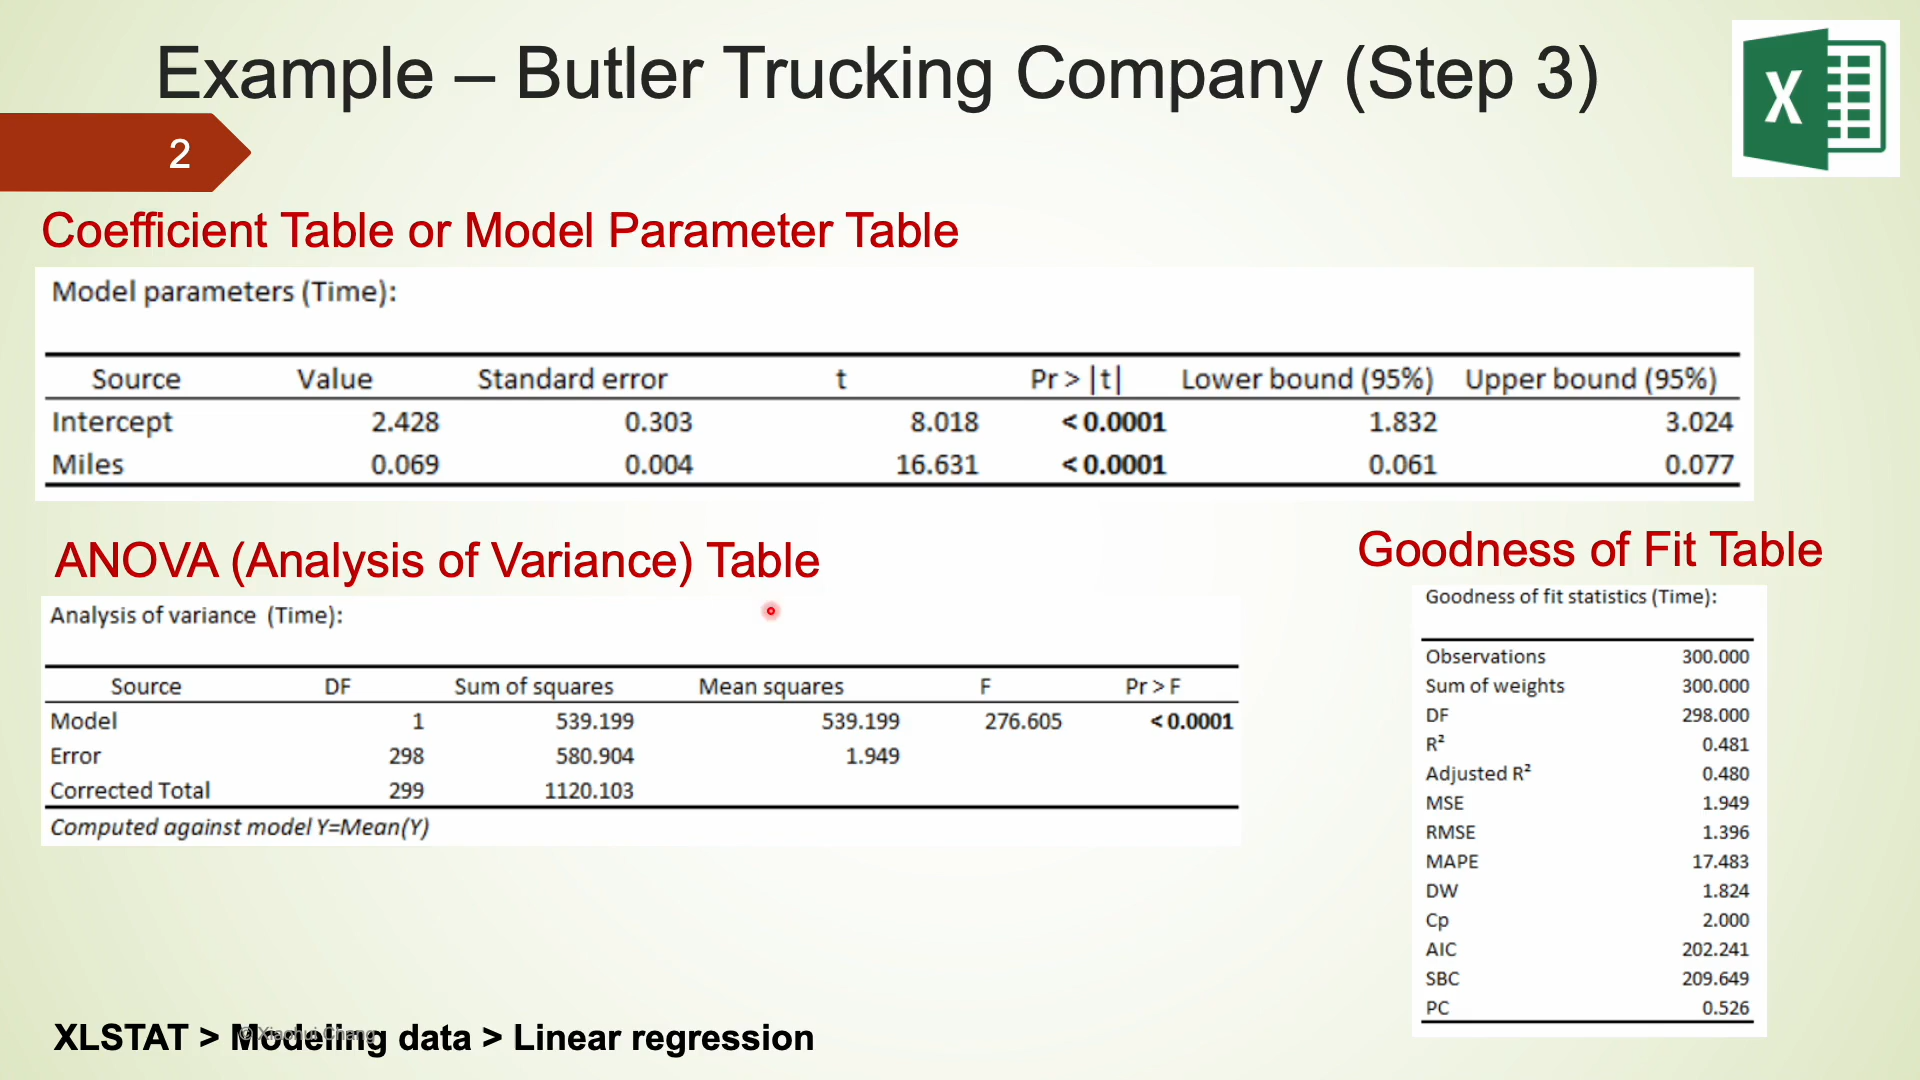 Example – Butler Trucking Company (Step 3)
X
2
Coefficient Table or Model Parameter Table
Model parameters (Time):
Source Value Standard error t Pr > |t| Lower bound (95%) Upper bound (95%)
Intercept 2.428 0.303 8.018 < 0.0001 1.832 3.024
Miles 0.069 0.004 16.631 < 0.0001 0.061 0.077
ANOVA (Analysis of Variance) Table
Analysis of variance (Time):
Source DF Sum of squares Mean squares F Pr > F
Model 1 539.199 539.199 276.605 < 0.0001
Error 298 580.904 1.949
Corrected Total 299 1120.103
Computed against model Y=Mean(Y)
Goodness of Fit Table
Goodness of fit statistics (Time):
Observations 300.000
Sum of weights 300.000
DF 298.000
R² 0.481
Adjusted R² 0.480
MSE 1.949
RMSE 1.396
MAPE 17.483
DW 1.824
Cp 2.000
AIC 202.241
SBC 209.649
PC 0.526
XLSTAT > Modeling data > Linear regression
© Xiaohui Chang